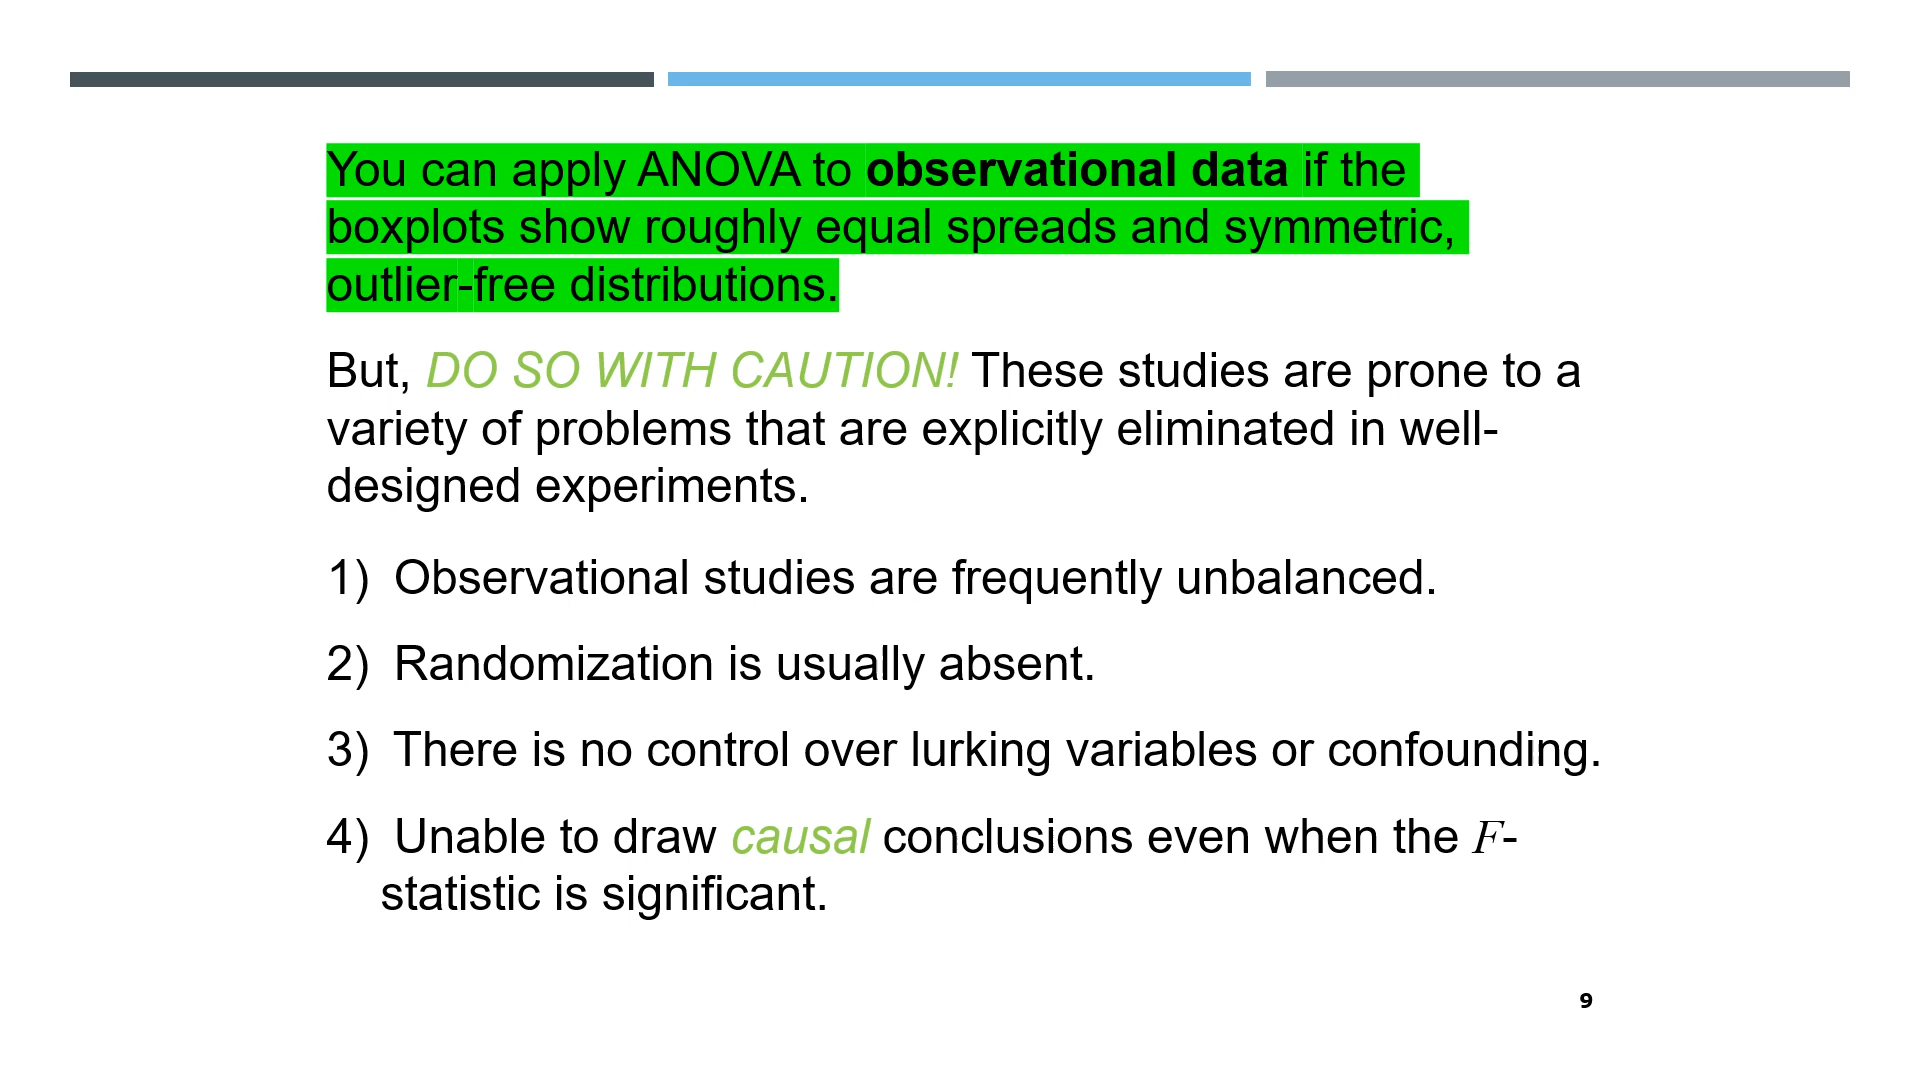 You can apply ANOVA to observational data if the
boxplots show roughly equal spreads and symmetric,
outlier-free distributions.
But, DO SO WITH CAUTION! These studies are prone to a
variety of problems that are explicitly eliminated in well-
designed experiments.
1) Observational studies are frequently unbalanced.
2) Randomization is usually absent.
3) There is no control over lurking variables or confounding.
4) Unable to draw causal conclusions even when the F-
statistic is significant.
9